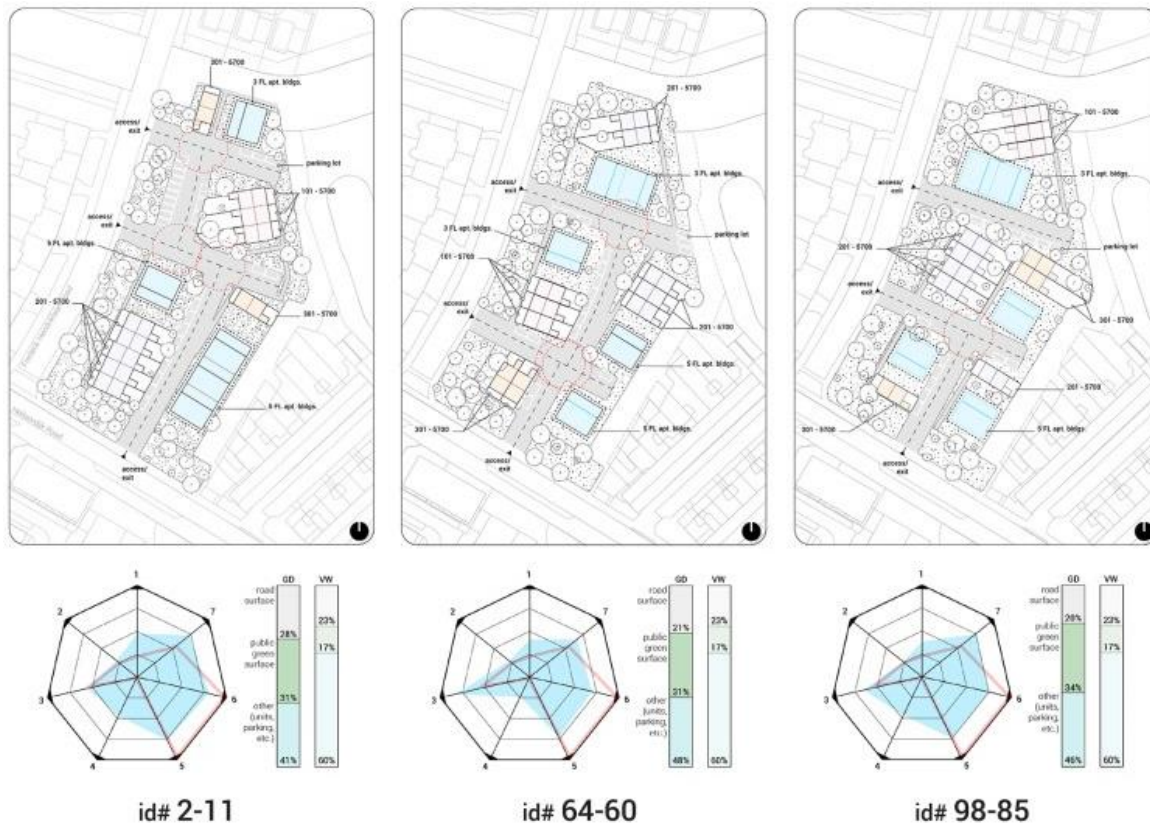 301 - 5700
3 FL apt. bldgs.
access/
exit
parking lot
101 - 5700
access/
exit
5 FL apt. bldgs.
201 - 5700
301 - 5700
5 FL apt. bldgs.
access/
exit
201 - 5700
access/
exit
3 FL apt. bldgs.
3 FL apt. bldgs.
parking lot
101 - 5700
access/
exit
201 - 5700
5 FL apt. bldgs.
301 - 5700
5 FL apt. bldgs.
access/
exit
101 - 5700
access/
exit
3 FL apt. bldgs.
201 - 5700
parking lot
access/
exit
301 - 5700
201 - 5700
301 - 5700
5 FL apt. bldgs.
access/
exit
1
2
7
3
6
4
5
GD
VW
road
surface
28%
23%
public
green
surface
17%
31%
other
(units,
parking,
etc.)
41%
60%
id# 2-11
1
2
7
3
6
4
5
GD
VW
road
surface
21%
23%
public
green
surface
17%
31%
other
(units,
parking,
etc.)
48%
60%
id# 64-60
1
2
7
3
6
4
5
GD
VW
road
surface
20%
23%
public
green
surface
17%
34%
other
(units,
parking,
etc.)
46%
60%
id# 98-85